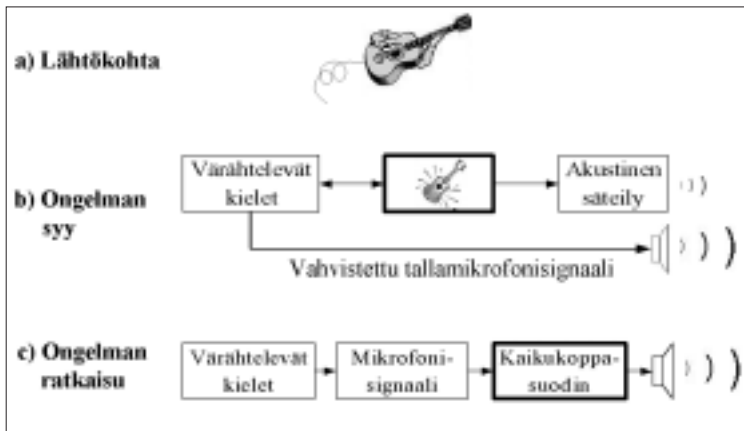 a) Lähtökohta
b) Ongelman
syy
Värähtelevät
kielet
Akustinen
säteily
Vahvistettu tallamikrofonisignaali
c) Ongelman
ratkaisu
Värähtelevät
kielet
Mikrofoni-
signaali
Kaikukoppa-
suodin